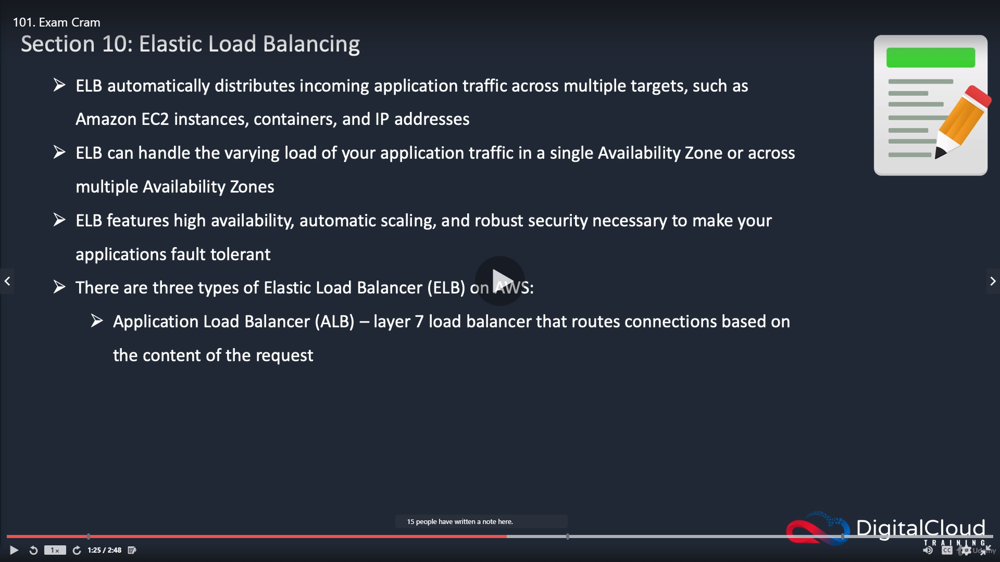 101. Exam Cram
Section 10: Elastic Load Balancing
ELB automatically distributes incoming application traffic across multiple targets, such as
Amazon EC2 instances, containers, and IP addresses
ELB can handle the varying load of your application traffic in a single Availability Zone or across
multiple Availability Zones
ELB features high availability, automatic scaling, and robust security necessary to make your
applications fault tolerant
There are three types of Elastic Load Balancer (ELB) on AWS:
Application Load Balancer (ALB) – layer 7 load balancer that routes connections based on
the content of the request
15 people have written a note here.
DigitalCloud
TRAINING
1x
1:25 / 2:48
CC
Udemy